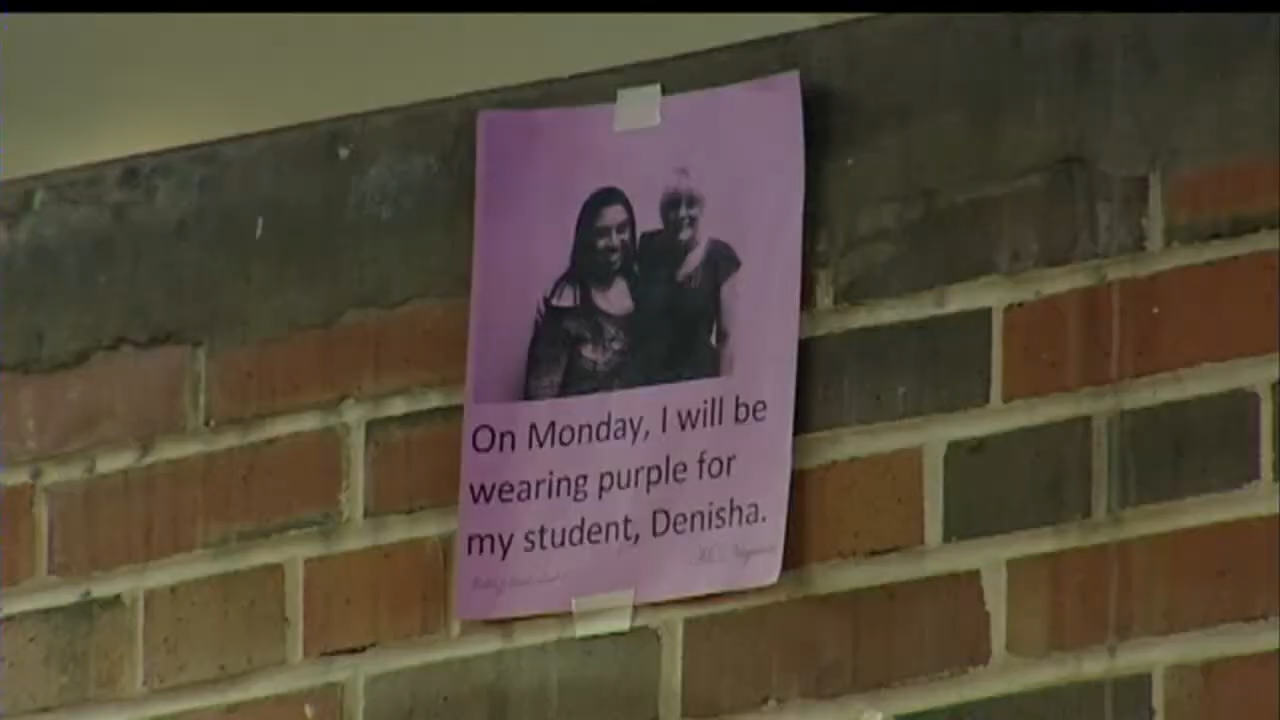 On Monday, I will be
wearing purple for
my student, Denisha.